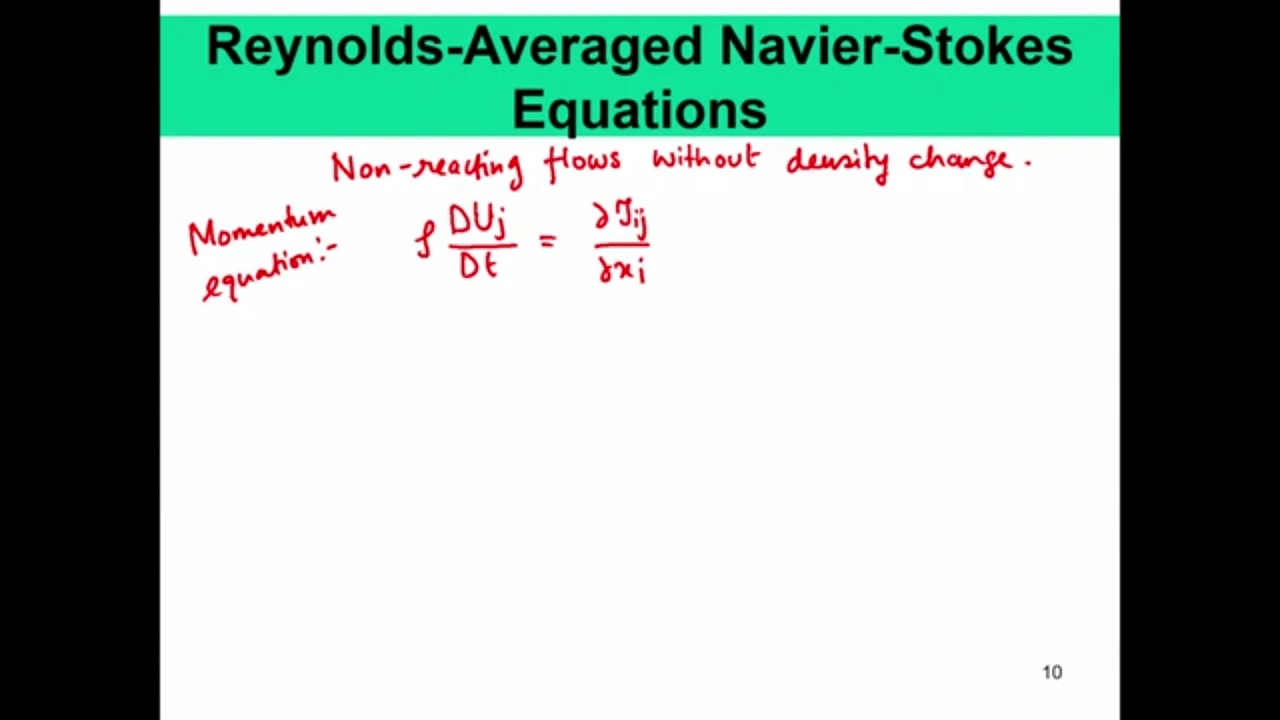 Reynolds-Averaged Navier-Stokes
Equations
Non-reacting flows without density change.
Momentum
equation:-
ρ DUj/Dt = ∂τij/∂xi
10